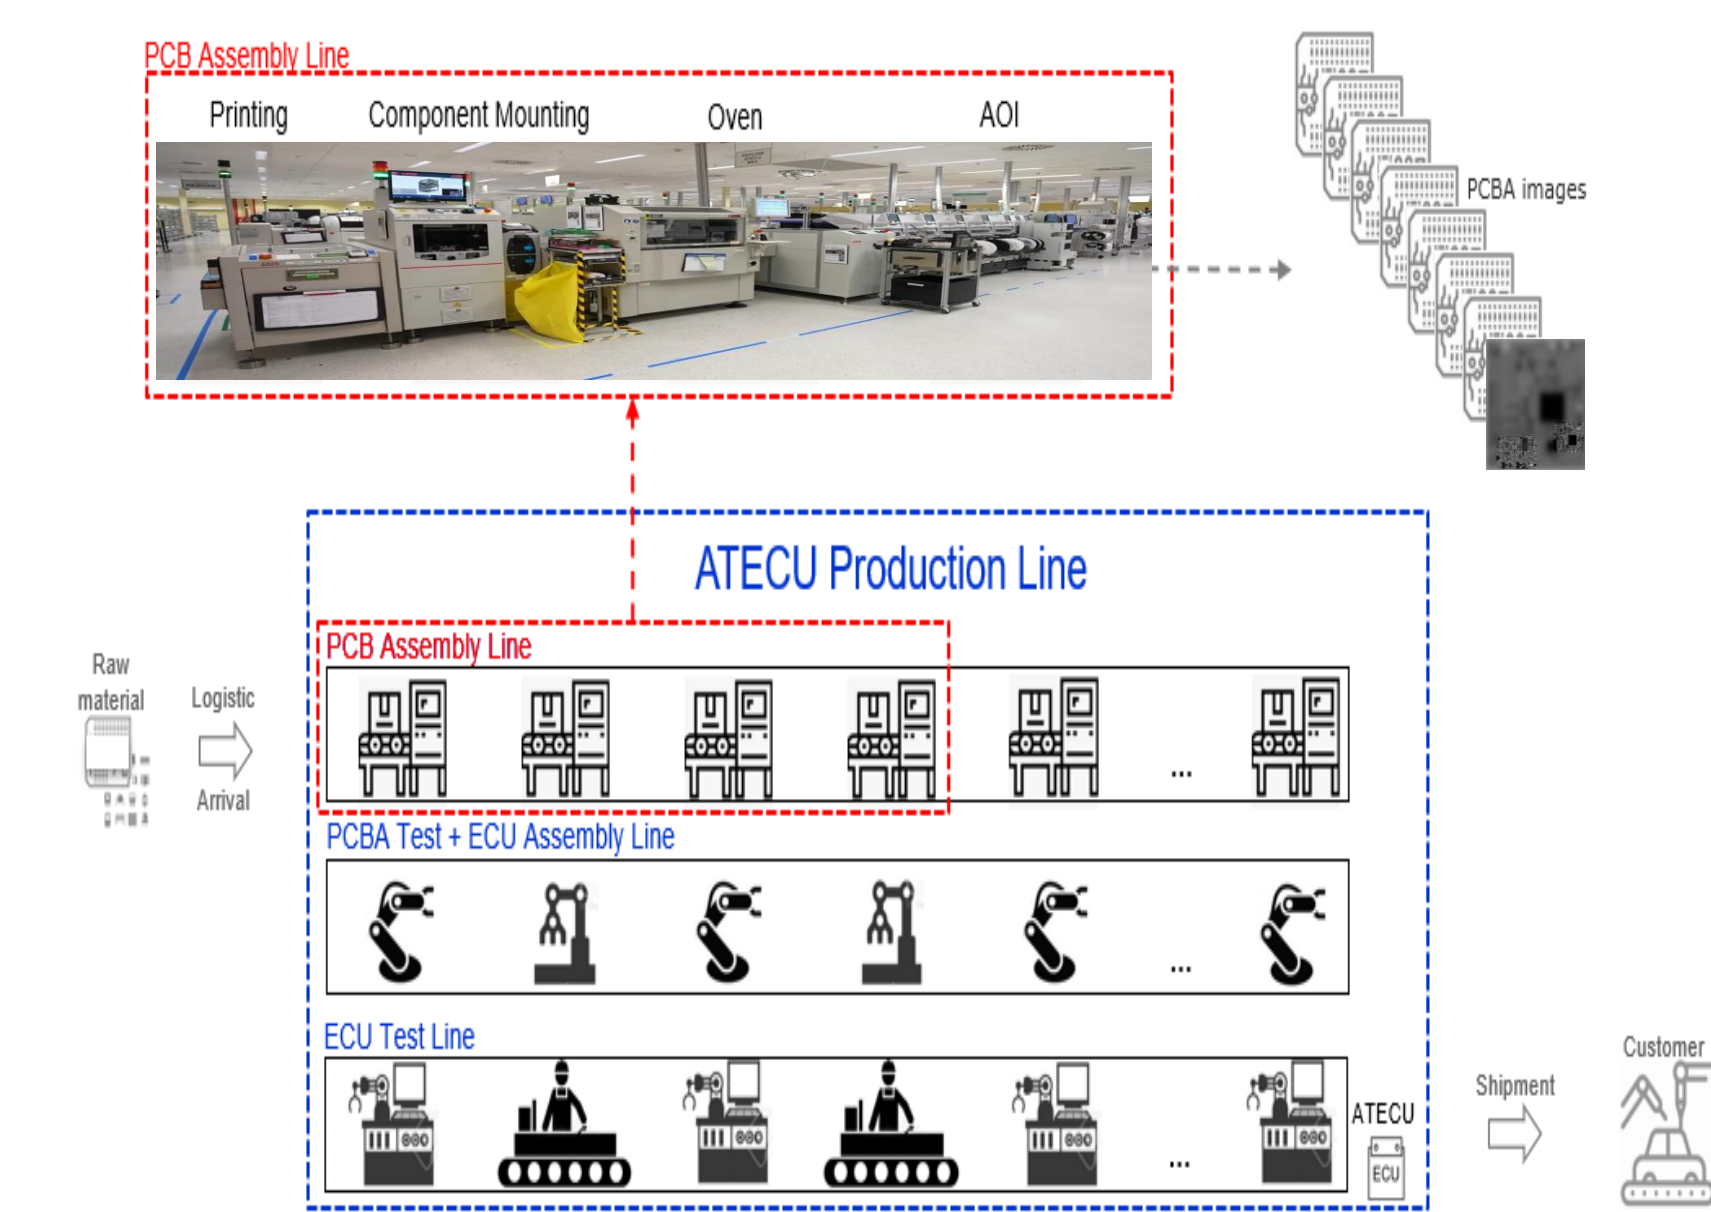 PCB Assembly Line
Printing
Component Mounting
Oven
AOI
PCBA images
ATECU Production Line
PCB Assembly Line
Raw
material
Logistic
Arrival
...
PCBA Test + ECU Assembly Line
...
ECU Test Line
...
ATECU
ECU
Shipment
Customer